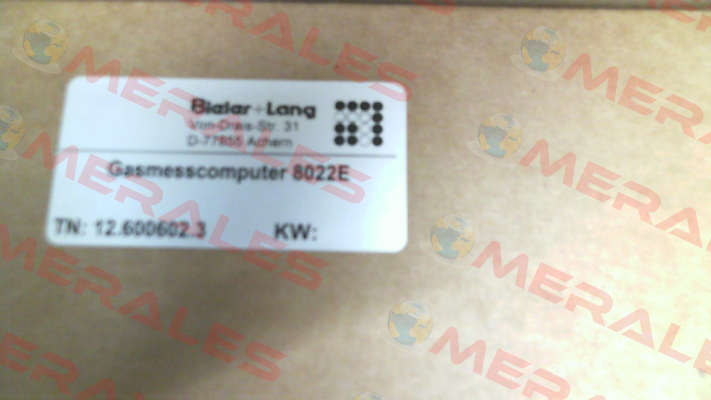 Bieler+Lang
Von-Drais-Str. 31
D-77855 Achern
Gasmesscomputer 8022E
TN: 12.600602.3 KW:
MERALES
MERALES
MERALES
MERALES
MERALES
MERALES